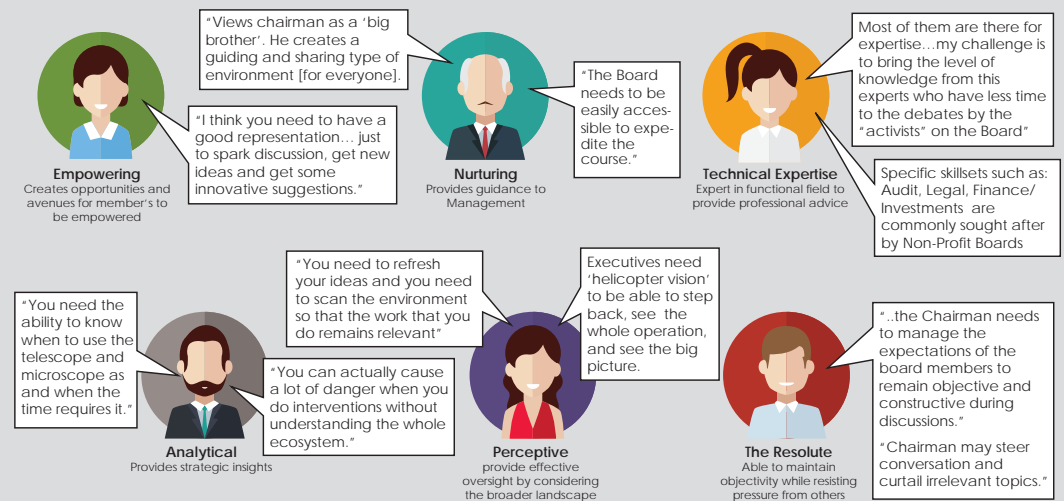 "Views chairman as a ‘big
brother’. He creates a
guiding and sharing type of
environment [for everyone].
"I think you need to have a
good representation... just
to spark discussion, get new
ideas and get some
innovative suggestions."
Empowering
Creates opportunities and
avenues for member's to
be empowered
"The Board
needs to be
easily acces-
sible to expe-
dite the
course."
Nurturing
Provides guidance to
Management
Most of them are there for
expertise...my challenge is
to bring the level of
knowledge from this
experts who have less time
to the debates by the
"activists" on the Board"
Technical Expertise
Expert in functional field to
provide professional advice
Specific skillsets such as:
Audit, Legal, Finance/
Investments are
commonly sought after
by Non-Profit Boards
"You need the
ability to know
when to use the
telescope and
microscope as
and when the
time requires it."
"You can actually cause
a lot of danger when you
do interventions without
understanding the whole
ecosystem."
Analytical
Provides strategic insights
"You need to refresh
your ideas and you need
to scan the environment
so that the work that you
do remains relevant"
Executives need
‘helicopter vision’
to be able to step
back, see the
whole operation,
and see the big
picture.
Perceptive
provide effective
oversight by considering
the broader landscape
"..the Chairman needs
to manage the
expectations of the
board members to
remain objective and
constructive during
discussions."
"Chairman may steer
conversation and
curtail irrelevant topics."
The Resolute
Able to maintain
objectivity while resisting
pressure from others